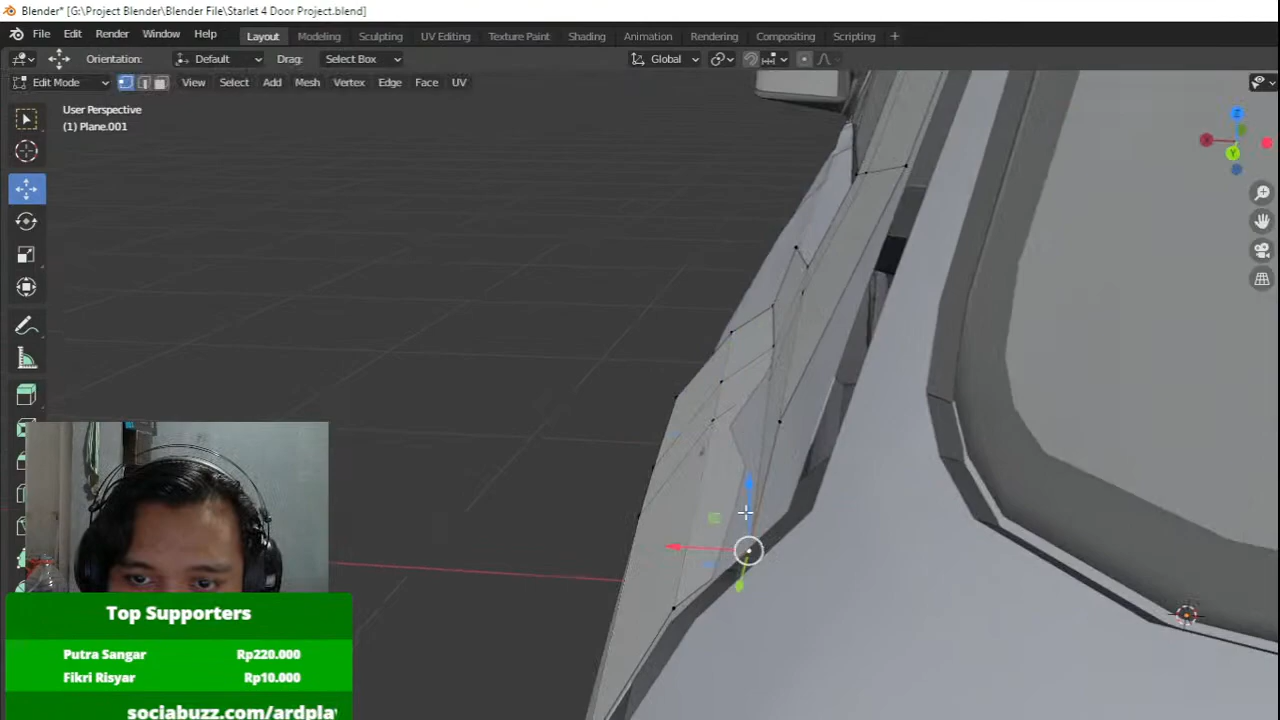 Blender* [G:\Project Blender\Blender File\Starlet 4 Door Project.blend]
File Edit Render Window Help Layout Modeling Sculpting UV Editing Texture Paint Shading Animation Rendering Compositing Scripting +
Orientation: Default Drag: Select Box Global
Edit Mode View Select Add Mesh Vertex Edge Face UV
User Perspective
(1) Plane.001
Z
Y
Top Supporters
Putra Sangar Rp220.000
Fikri Risyar Rp10.000
sociabuzz.com/ardpla